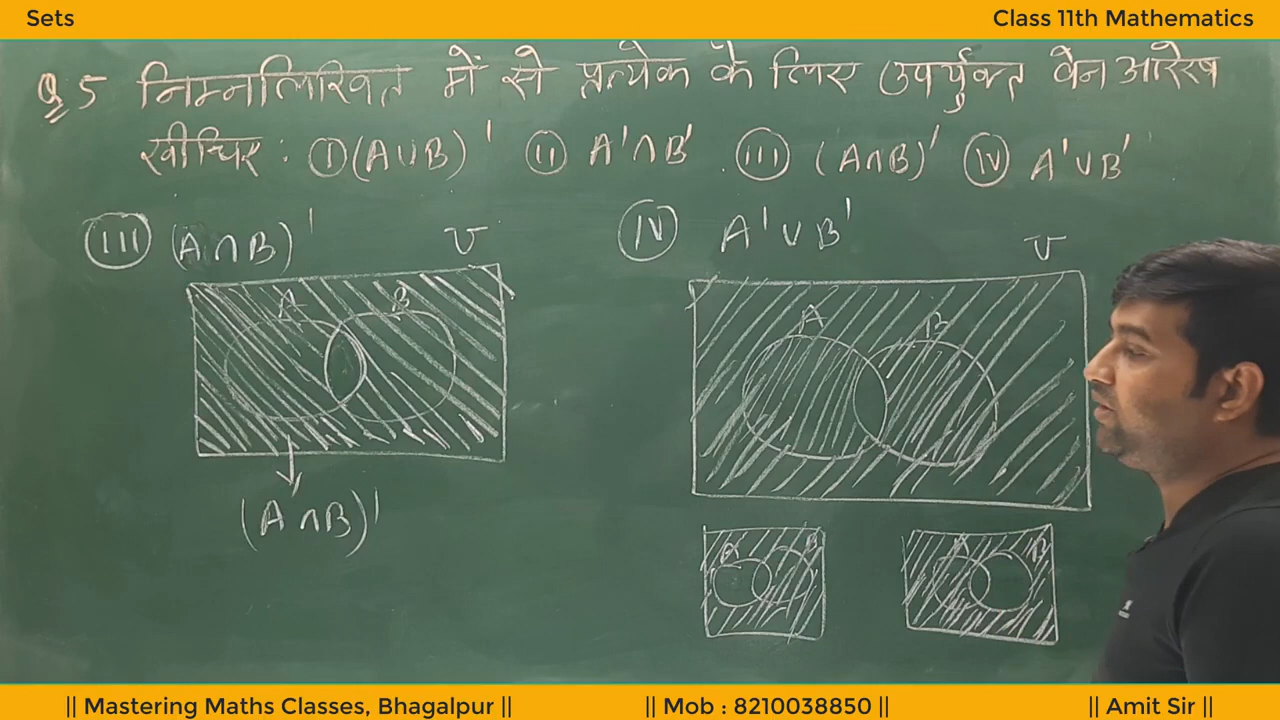 Sets
Class 11th Mathematics
Q.5 निम्नलिखित में से प्रत्येक के लिए उपर्युक्त वेन आरेख
खींचिए : (I) (A∪B)' (II) A'∩B' (III) (A∩B)' (IV) A'∪B'
(III) (A∩B)'
U
A B
(A∩B)'
(IV) A'∪B'
U
A B
A B
A B
|| Mastering Maths Classes, Bhagalpur ||
|| Mob : 8210038850 ||
|| Amit Sir ||